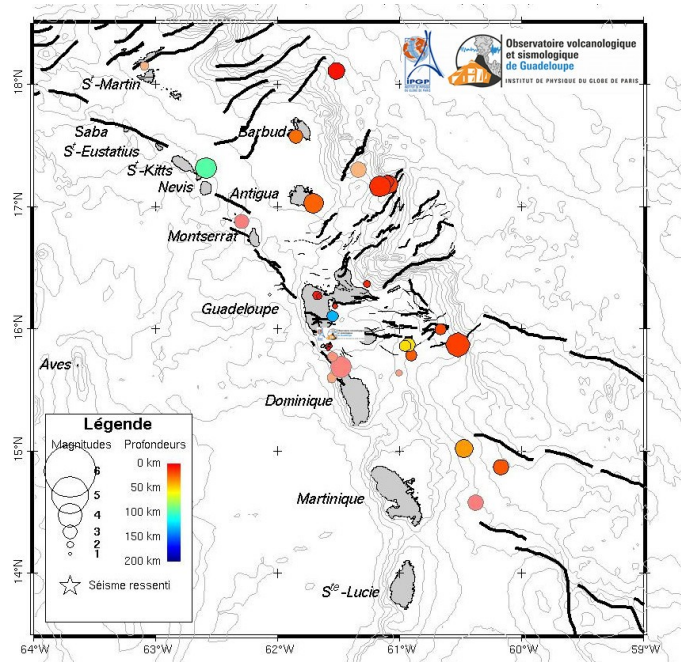 Observatoire volcanologique
et sismologique
de Guadeloupe
INSTITUT DE PHYSIQUE DU GLOBE DE PARIS
IPGP
18°N
17°N
16°N
15°N
14°N
Sᵗ-Martin
Saba
Sᵗ-Eustatius
Sᵗ-Kitts
Nevis
Barbuda
Antigua
Montserrat
Guadeloupe
Aves
Dominique
Martinique
Sᵗᵉ-Lucie
Légende
Magnitudes
Profondeurs
6
5
4
3
2
1
0 km
50 km
100 km
150 km
200 km
Séisme ressenti
64°W
63°W
62°W
61°W
60°W
59°W